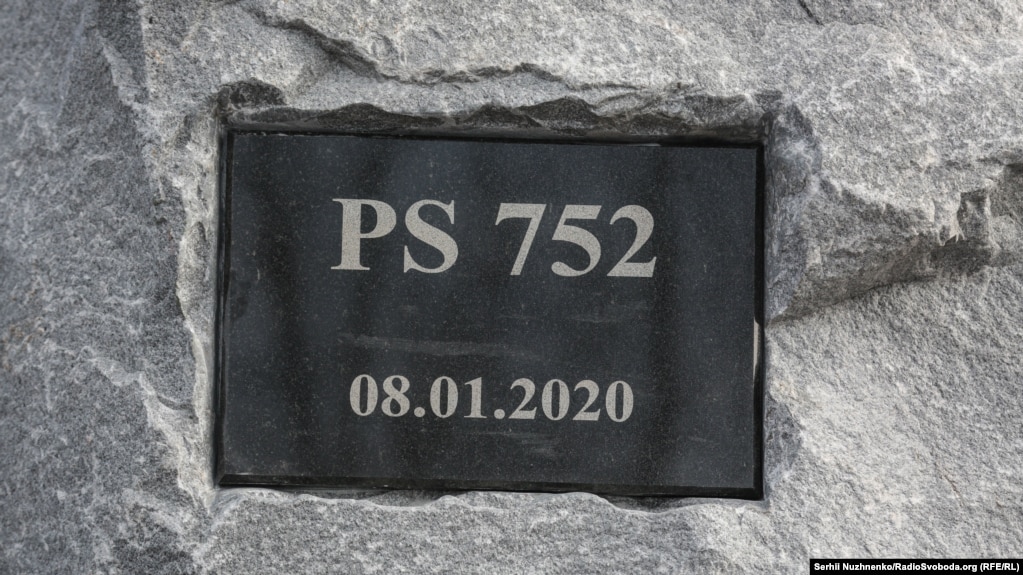 PS 752
08.01.2020
Serhii Nuzhnenko/RadioSvoboda.org (RFE/RL)